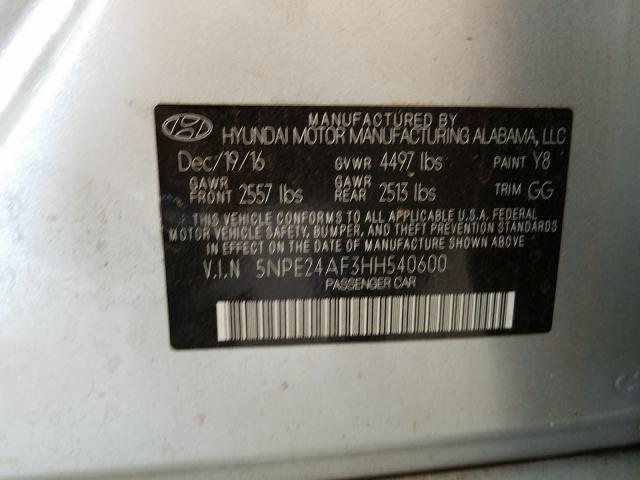 MANUFACTURED BY
HYUNDAI MOTOR MANUFACTURING ALABAMA, LLC
Dec/19/16 GVWR 4497 lbs PAINT Y8
GAWR FRONT 2557 lbs GAWR REAR 2513 lbs TRIM GG
THIS VEHICLE CONFORMS TO ALL APPLICABLE U.S. FEDERAL
MOTOR VEHICLE SAFETY, BUMPER, AND THEFT PREVENTION STANDARDS
IN EFFECT ON THE DATE OF MANUFACTURE SHOWN ABOVE
V.I.N 5NPE24AF3HH540600
PASSENGER CAR